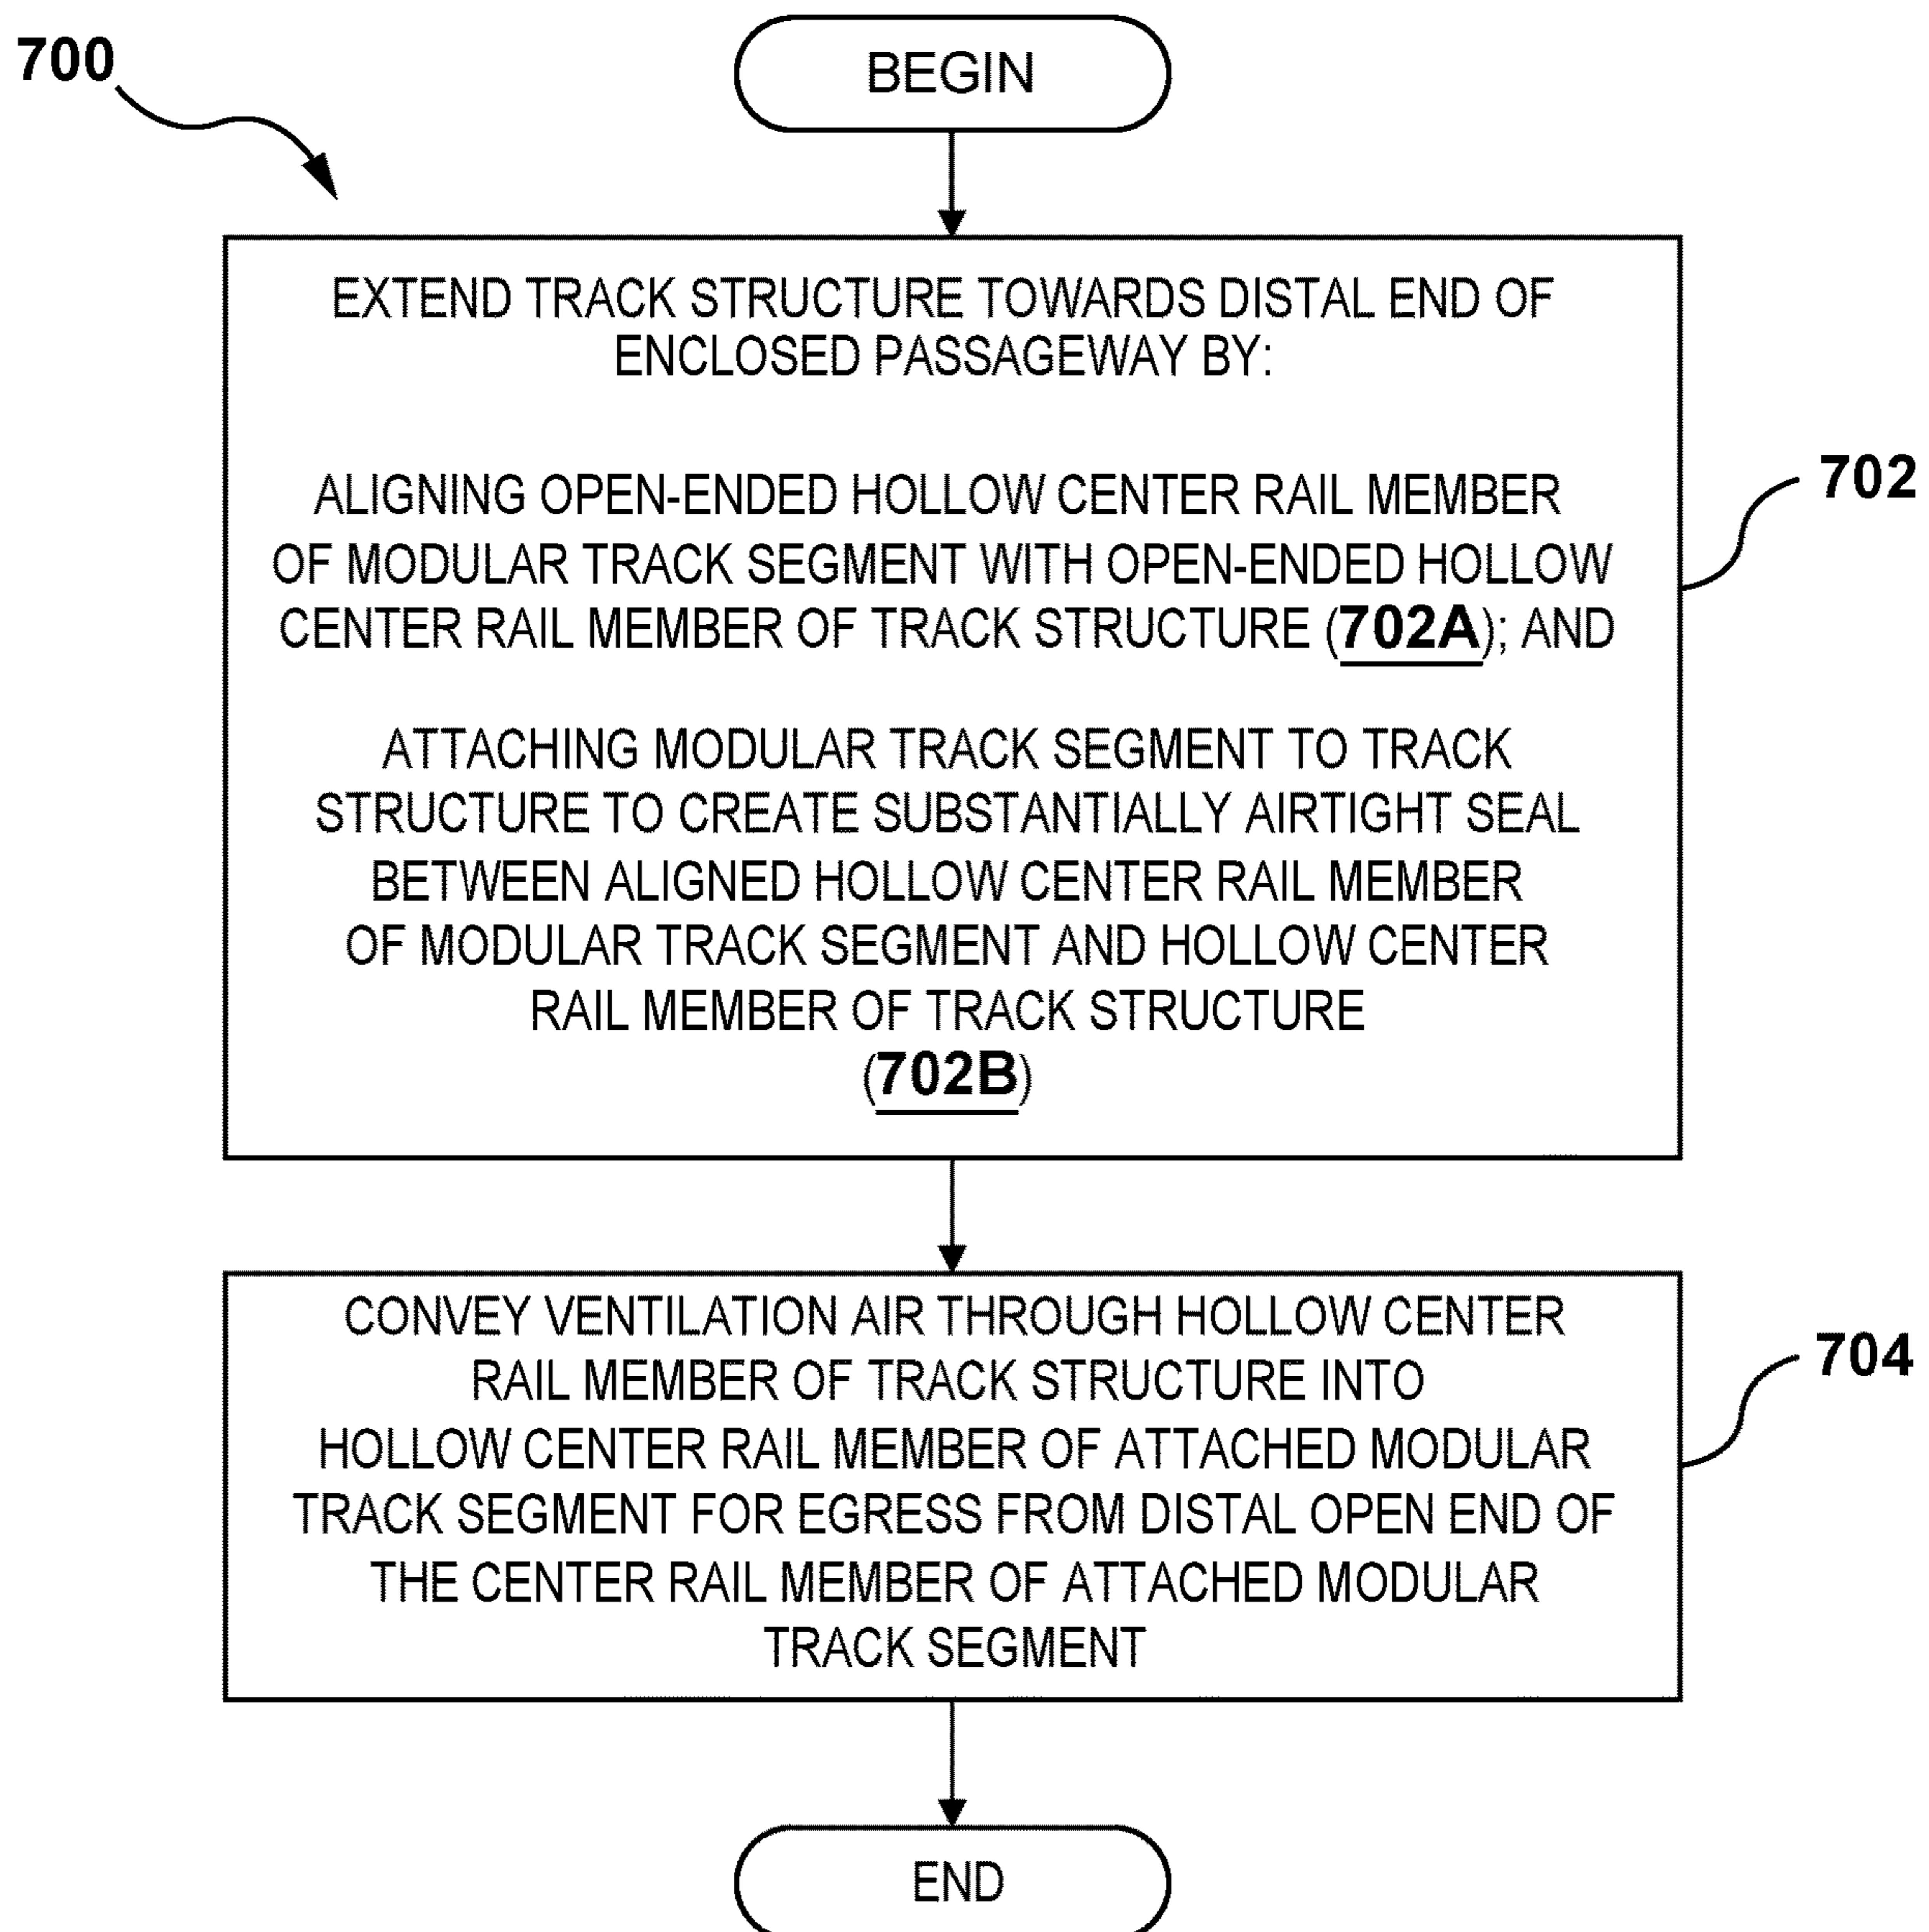 700
BEGIN
EXTEND TRACK STRUCTURE TOWARDS DISTAL END OF
ENCLOSED PASSAGEWAY BY:
ALIGNING OPEN-ENDED HOLLOW CENTER RAIL MEMBER
OF MODULAR TRACK SEGMENT WITH OPEN-ENDED HOLLOW
CENTER RAIL MEMBER OF TRACK STRUCTURE (702A); AND
ATTACHING MODULAR TRACK SEGMENT TO TRACK
STRUCTURE TO CREATE SUBSTANTIALLY AIRTIGHT SEAL
BETWEEN ALIGNED HOLLOW CENTER RAIL MEMBER
OF MODULAR TRACK SEGMENT AND HOLLOW CENTER
RAIL MEMBER OF TRACK STRUCTURE
(702B)
702
CONVEY VENTILATION AIR THROUGH HOLLOW CENTER
RAIL MEMBER OF TRACK STRUCTURE INTO
HOLLOW CENTER RAIL MEMBER OF ATTACHED MODULAR
TRACK SEGMENT FOR EGRESS FROM DISTAL OPEN END OF
THE CENTER RAIL MEMBER OF ATTACHED MODULAR
TRACK SEGMENT
704
END